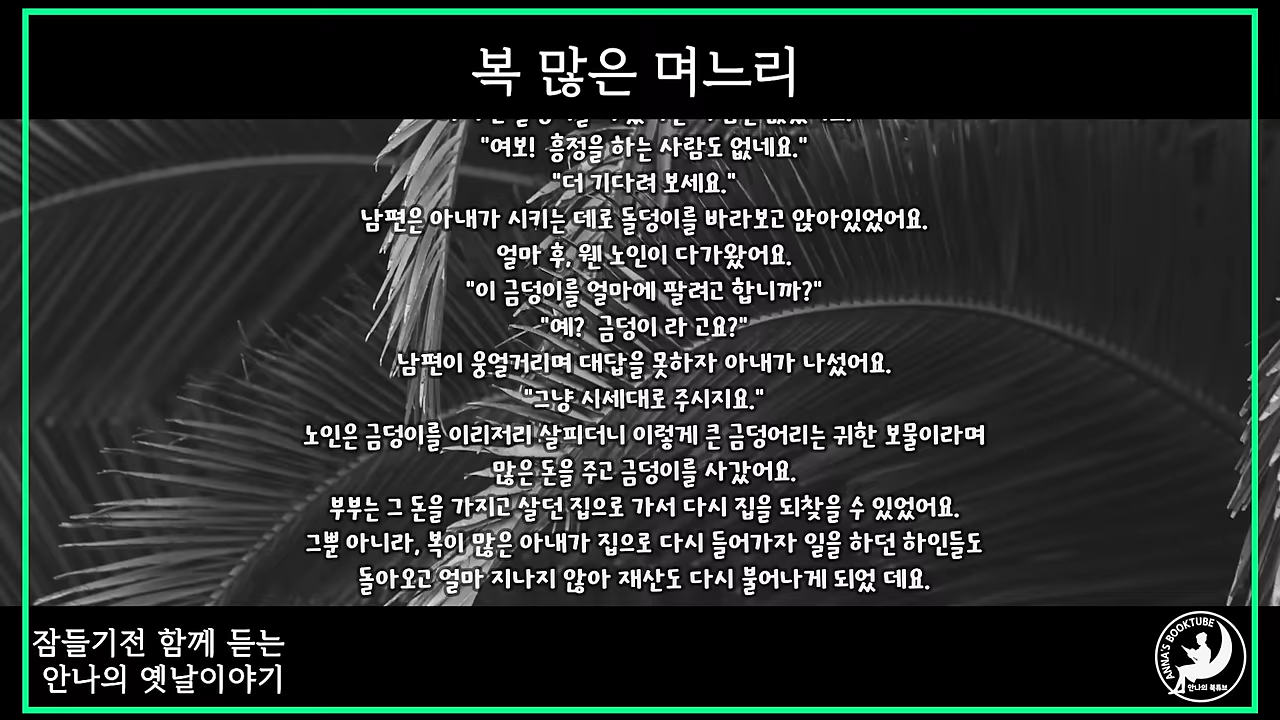 복 많은 며느리
"여보! 흥정을 하는 사람도 없네요."
"더 기다려 보세요."
남편은 아내가 시키는 데로 돌덩이를 바라보고 앉아있었어요.
얼마 후, 웬 노인이 다가왔어요.
"이 금덩이를 얼마에 팔려고 합니까?"
"예? 금덩이 라 고요?"
남편이 웅얼거리며 대답을 못하자 아내가 나섰어요.
"그냥 시세대로 주시지요."
노인은 금덩이를 이리저리 살피더니 이렇게 큰 금덩어리는 귀한 보물이라며
많은 돈을 주고 금덩이를 사갔어요.
부부는 그 돈을 가지고 살던 집으로 가서 다시 집을 되찾을 수 있었어요.
그뿐 아니라, 복이 많은 아내가 집으로 다시 들어가자 일을 하던 하인들도
돌아오고 얼마 지나지 않아 재산도 다시 불어나게 되었 데요.
잠들기전 함께 듣는
안나의 옛날이야기
ANNA'S BOOKTUBE
안나의 북튜브